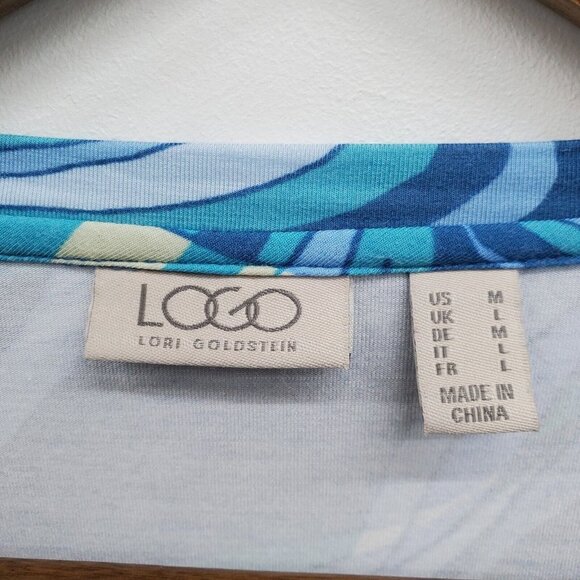 LOGO
LORI GOLDSTEIN
US M
UK L
DE M
IT L
FR L
MADE IN
CHINA